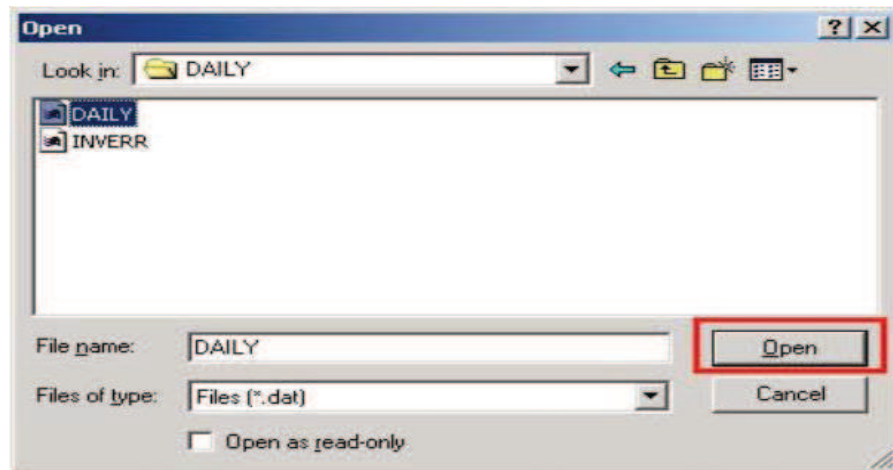 Open
Look in: DAILY
DAILY
INVERR
File name: DAILY Open
Files of type: Files (*.dat) Cancel
Open as read-only